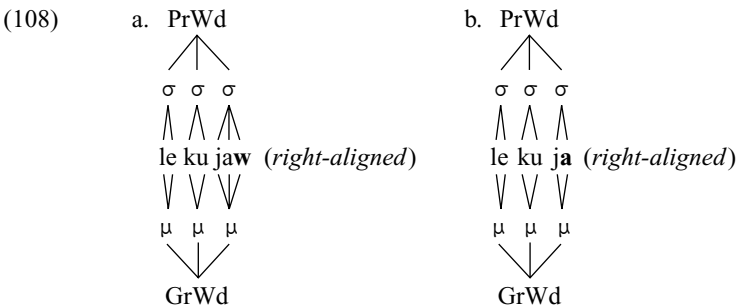 (108) a. PrWd b. PrWd
σ σ σ σ σ σ
le ku jaw (right-aligned) le ku ja (right-aligned)
μ μ μ μ μ μ
GrWd GrWd